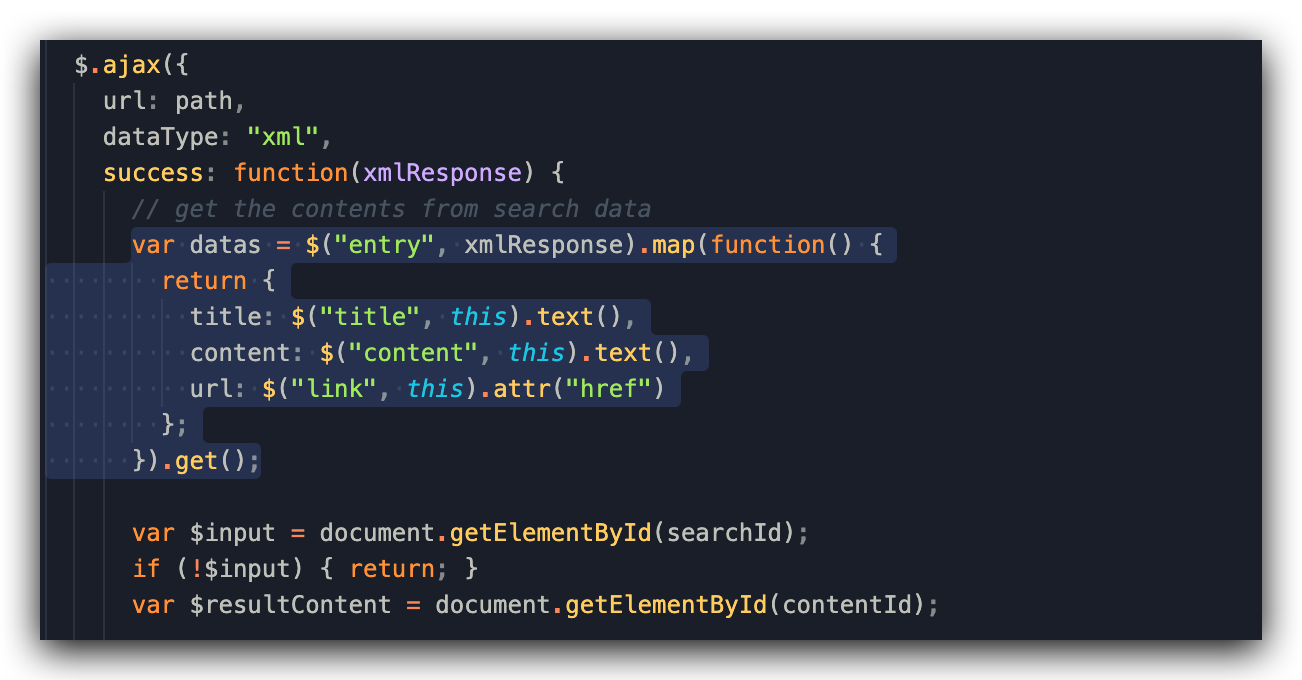 $.ajax({
url: path,
dataType: "xml",
success: function(xmlResponse) {
// get the contents from search data
var datas = $("entry", xmlResponse).map(function() {
return {
title: $("title", this).text(),
content: $("content", this).text(),
url: $("link", this).attr("href")
};
}).get();
var $input = document.getElementById(searchId);
if (!$input) { return; }
var $resultContent = document.getElementById(contentId);